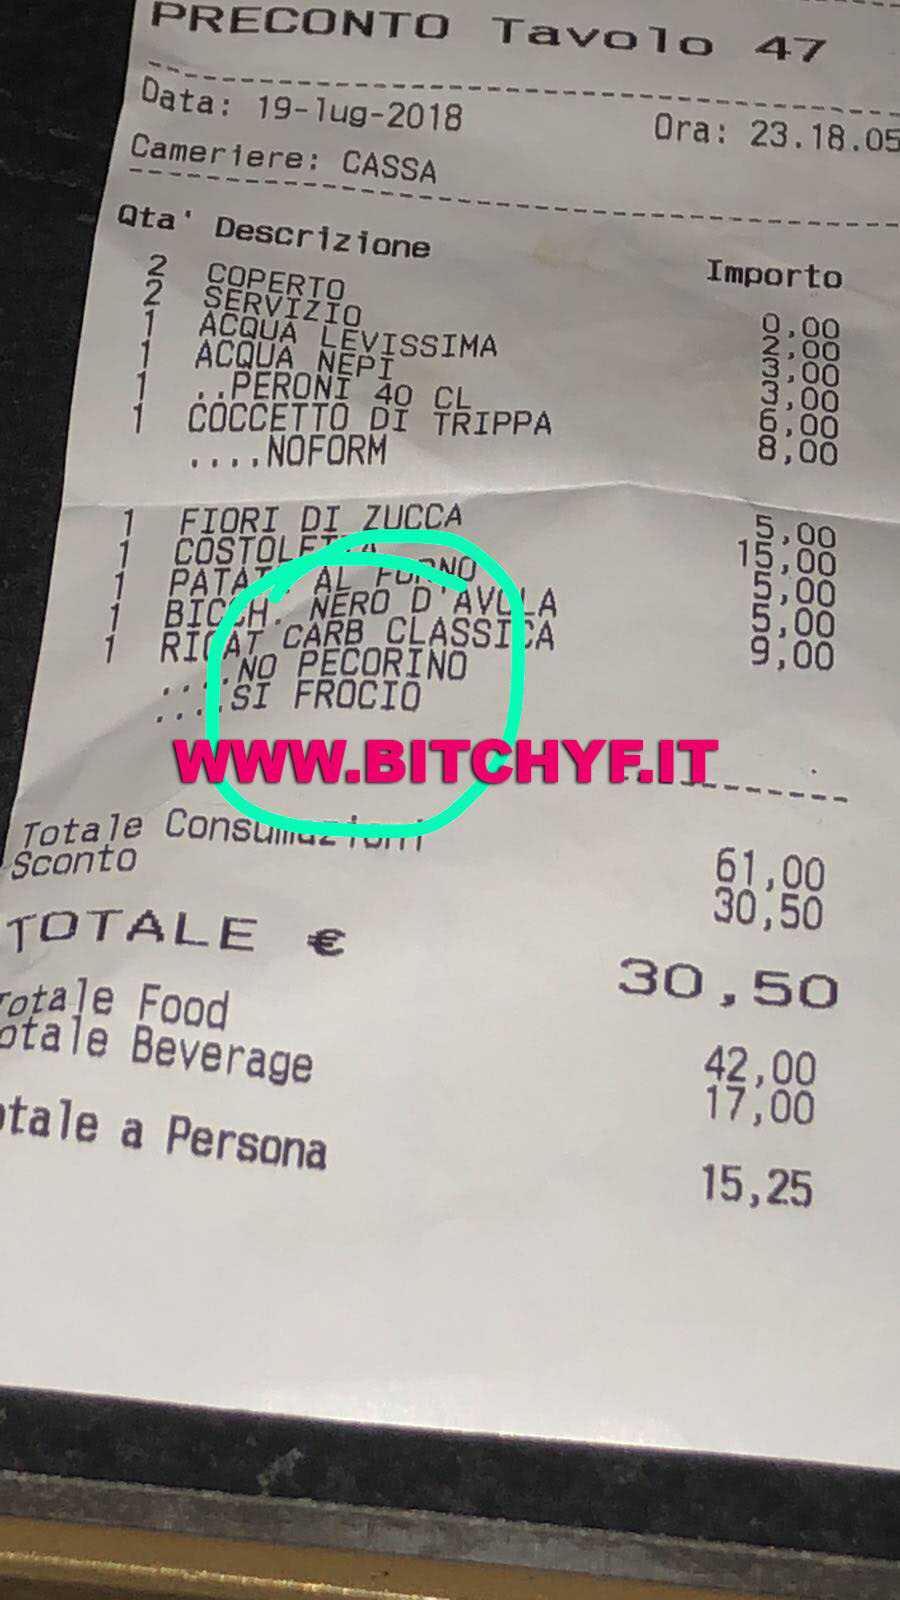 PRECONTO Tavolo 47
Data: 19-lug-2018 Ora: 23.18.05
Cameriere: CASSA
Qta' Descrizione Importo
2 COPERTO 0,00
2 SERVIZIO 2,00
1 ACQUA LEVISSIMA 3,00
1 ACQUA NEPI 3,00
1 ..PERONI 40 CL 6,00
1 COCCETTO DI TRIPPA 8,00
....NOFORM
1 FIORI DI ZUCCA 5,00
1 COSTOLETTA 15,00
1 PATATE AL FORNO 5,00
1 BICCH. NERO D'AVOLA 5,00
1 RIGAT CARB CLASSICA 9,00
....NO PECORINO
....SI FROCIO
WWW.BITCHYF.IT
Totale Consumazioni 61,00
Sconto 30,50
TOTALE € 30,50
Totale Food 42,00
otale Beverage 17,00
otale a Persona 15,25